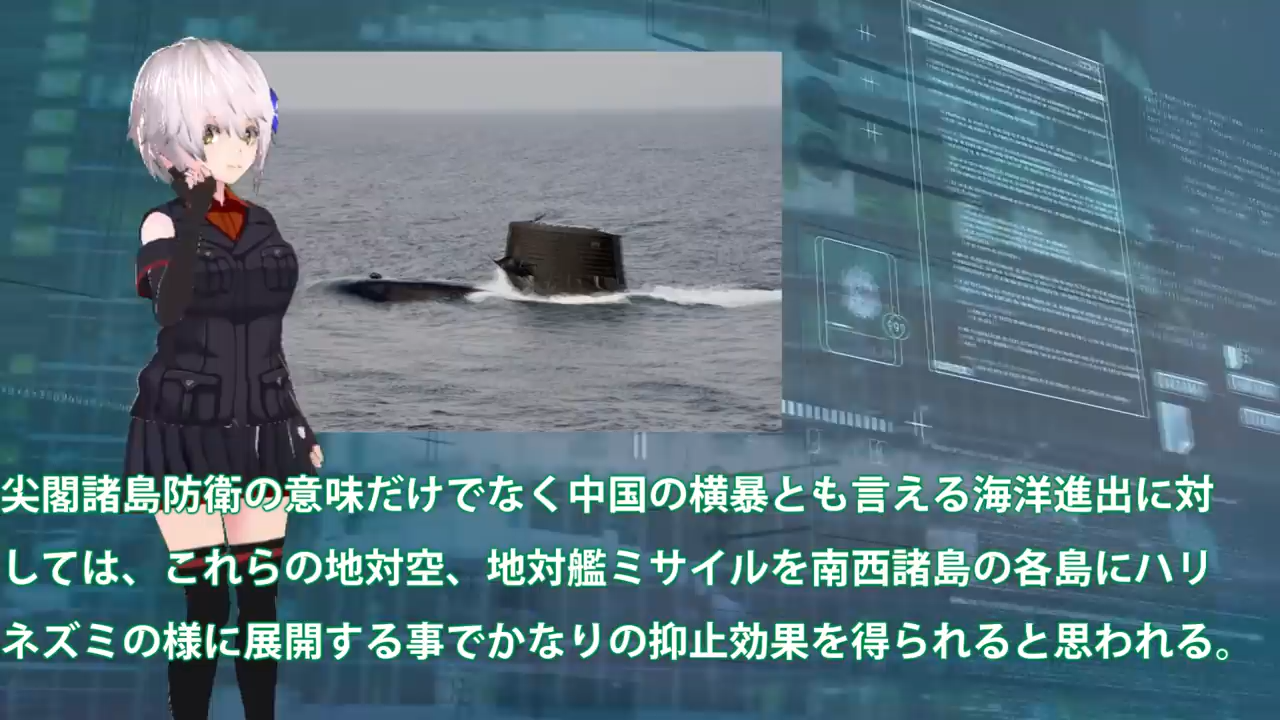 尖閣諸島防衛の意味だけでなく中国の横暴とも言える海洋進出に対
しては、これらの地対空、地対艦ミサイルを南西諸島の各島にハリ
ネズミの様に展開する事でかなりの抑止効果を得られると思われる。